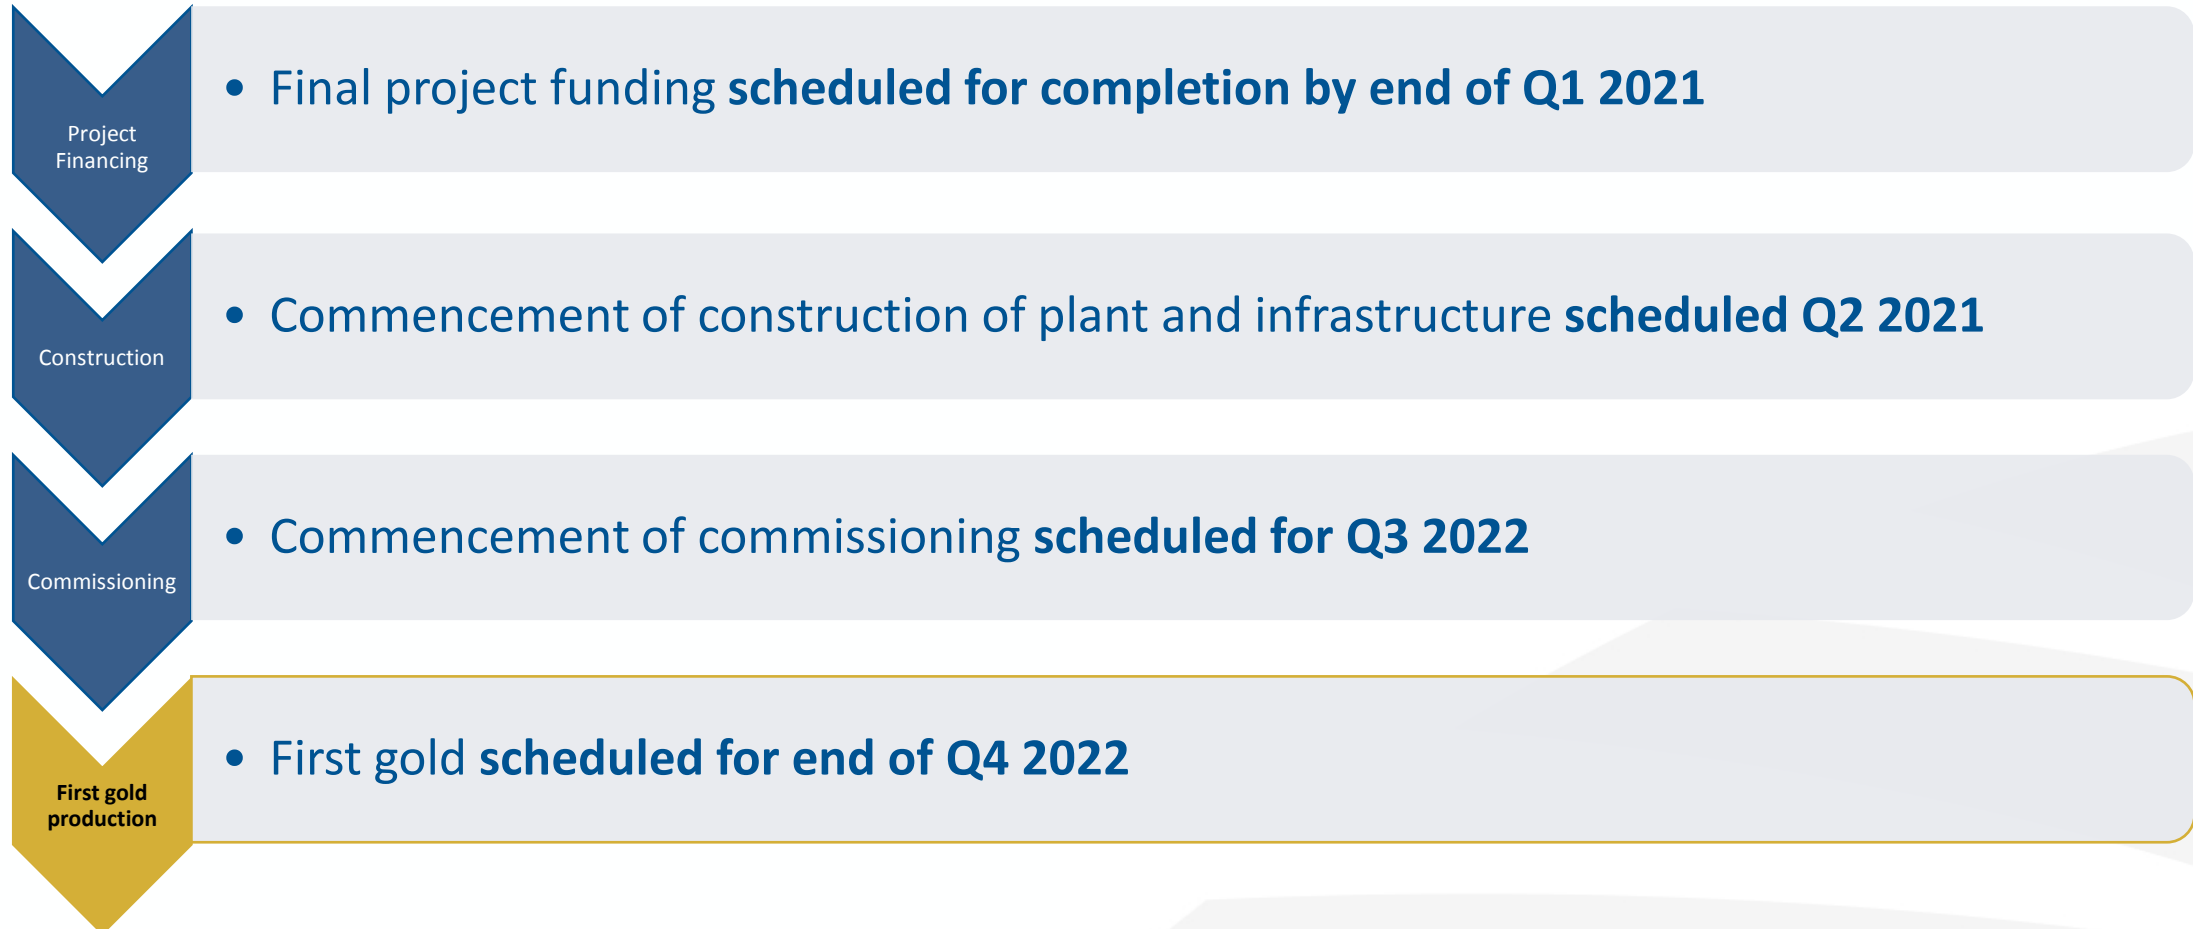 Project
Financing
• Final project funding scheduled for completion by end of Q1 2021
Construction
• Commencement of construction of plant and infrastructure scheduled Q2 2021
Commissioning
• Commencement of commissioning scheduled for Q3 2022
First gold
production
• First gold scheduled for end of Q4 2022